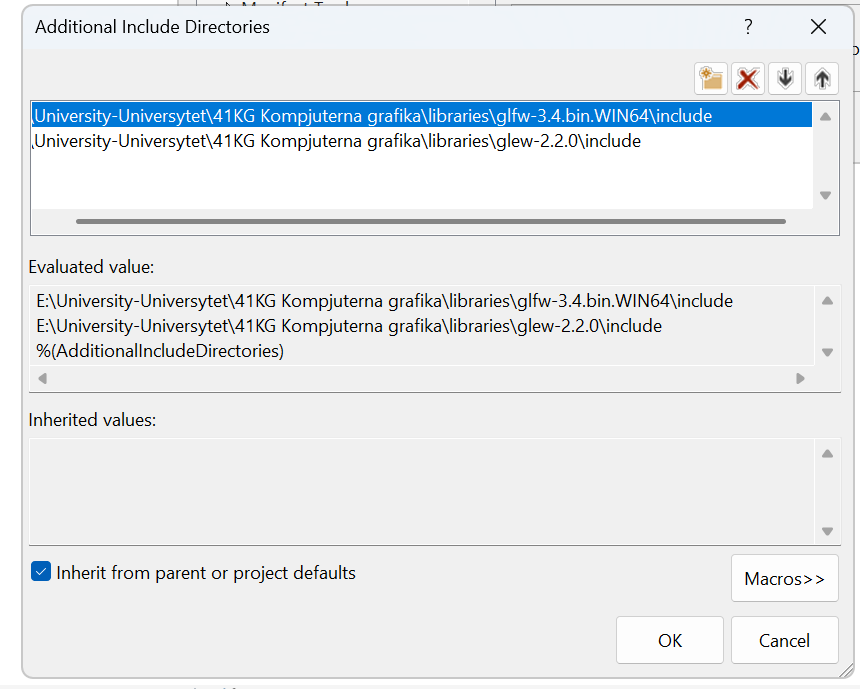 Additional Include Directories
?
\University-Universytet\41KG Kompjuterna grafika\libraries\glfw-3.4.bin.WIN64\include
\University-Universytet\41KG Kompjuterna grafika\libraries\glew-2.2.0\include
Evaluated value:
E:\University-Universytet\41KG Kompjuterna grafika\libraries\glfw-3.4.bin.WIN64\include
E:\University-Universytet\41KG Kompjuterna grafika\libraries\glew-2.2.0\include
%(AdditionalIncludeDirectories)
Inherited values:
Inherit from parent or project defaults
Macros>>
OK
Cancel